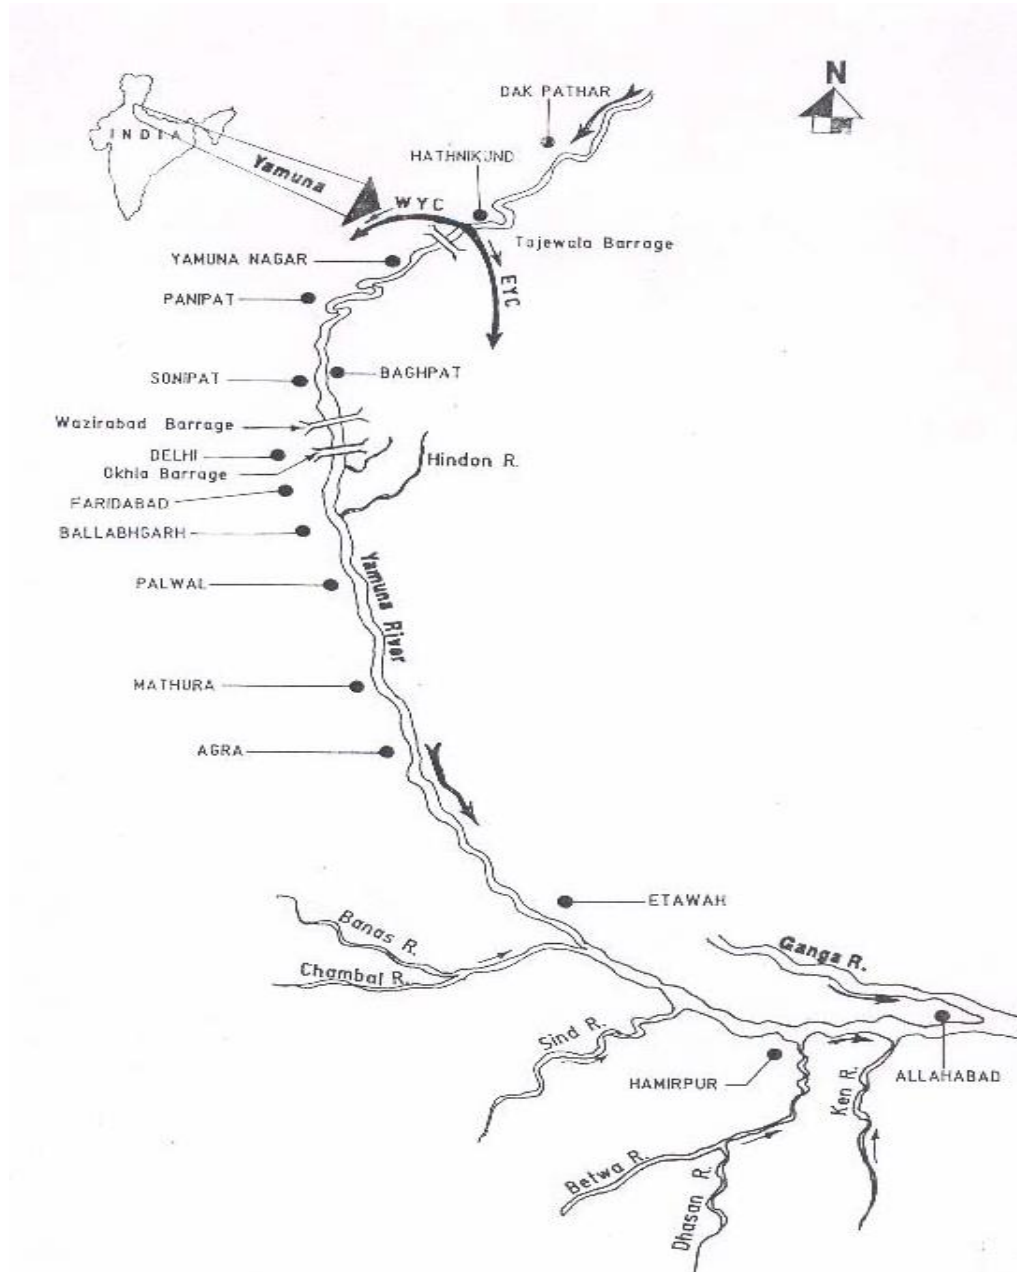 N
DAK PATHAR
INDIA
HATHNIKUND
Yamuna
WYC
Tajewala Barrage
YAMUNA NAGAR
EYC
PANIPAT
BAGHPAT
SONIPAT
Wazirabad Barrage
DELHI
Hindon R.
Okhla Barrage
FARIDABAD
BALLABHGARH
Yamuna River
PALWAL
MATHURA
AGRA
ETAWAH
Banas R.
Ganga R.
Chambal R.
Sind R.
HAMIRPUR
Ken R.
ALLAHABAD
Betwa R.
Dhasan R.